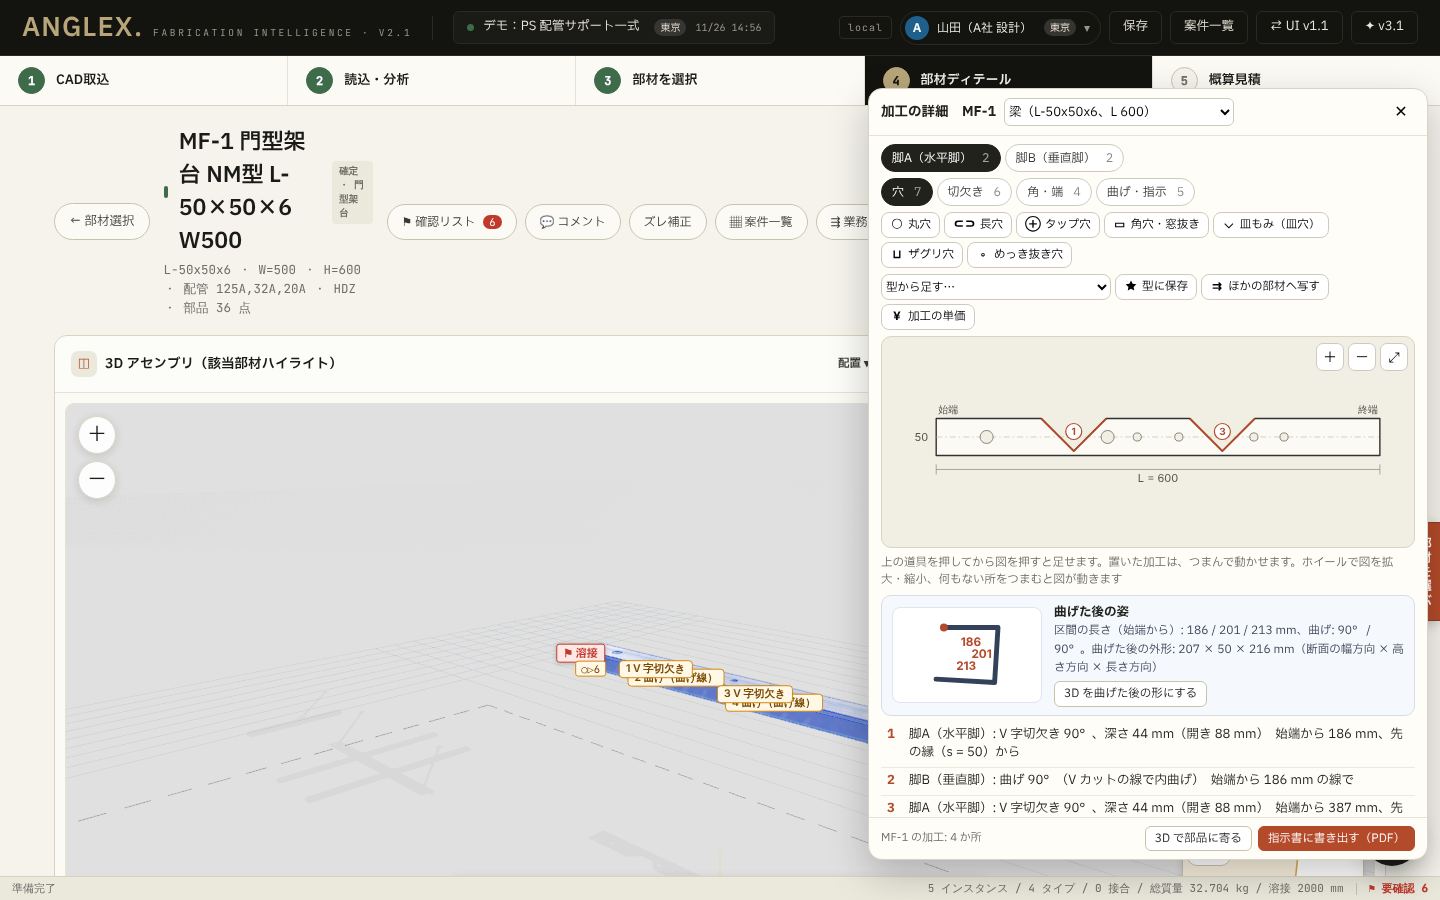 ANGLEX. FABRICATION INTELLIGENCE · V2.1
デモ：PS 配管サポート一式 東京 11/26 14:56
local
A 山田（A社 設計） 東京 ▾
保存
案件一覧
⇄ UI v1.1
✦ v3.1
1 CAD取込
2 読込・分析
3 部材を選択
4 部材ディテール
5 概算見積
← 部材選択
MF-1 門型架
台 NM型 L-
50×50×6
W500
確定
· 門
型架
台
L-50x50x6 · W=500 · H=600
· 配管 125A,32A,20A · HDZ
· 部品 36 点
⚑ 確認リスト 6
💬 コメント
ズレ補正
▦ 案件一覧
⇶ 業務
3D アセンブリ（該当部材ハイライト）
配置 ▾
+
−
⚑ 溶接
○▷6
1 V 字切欠き
2 曲げ（曲げ線）
3 V 字切欠き
4 曲げ（曲げ線）
加工の詳細 MF-1 梁（L-50x50x6、L 600）
✕
脚A（水平脚） 2
脚B（垂直脚） 2
穴 7
切欠き 6
角・端 4
曲げ・指示 5
○ 丸穴
⊂⊃ 長穴
⊕ タップ穴
▭ 角穴・窓抜き
⌵ 皿もみ（皿穴）
⊔ ザグリ穴
∘ めっき抜き穴
型から足す…
★ 型に保存
⇉ ほかの部材へ写す
¥ 加工の単価
+ − ⤢
始端
終端
50
1
3
L = 600
上の道具を押してから図を押すと足せます。置いた加工は、つまんで動かせます。ホイールで図を拡
大・縮小、何もない所をつまむと図が動きます
186
201
213
曲げた後の姿
区間の長さ（始端から）: 186 / 201 / 213 mm、曲げ: 90° /
90° 。曲げた後の外形: 207 × 50 × 216 mm（断面の幅方向 × 高
さ方向 × 長さ方向）
3D を曲げた後の形にする
1 脚A（水平脚）: V 字切欠き 90° 、深さ 44 mm（開き 88 mm） 始端から 186 mm、先
の縁（s = 50）から
2 脚B（垂直脚）: 曲げ 90° （V カットの線で内曲げ） 始端から 186 mm の線で
3 脚A（水平脚）: V 字切欠き 90° 、深さ 44 mm（開き 88 mm） 始端から 387 mm、先
MF-1 の加工: 4 か所
3D で部品に寄る
指示書に書き出す（PDF）
準備完了
5 インスタンス / 4 タイプ / 0 接合 / 総質量 32.704 kg / 溶接 2000 mm
⚑ 要確認 6